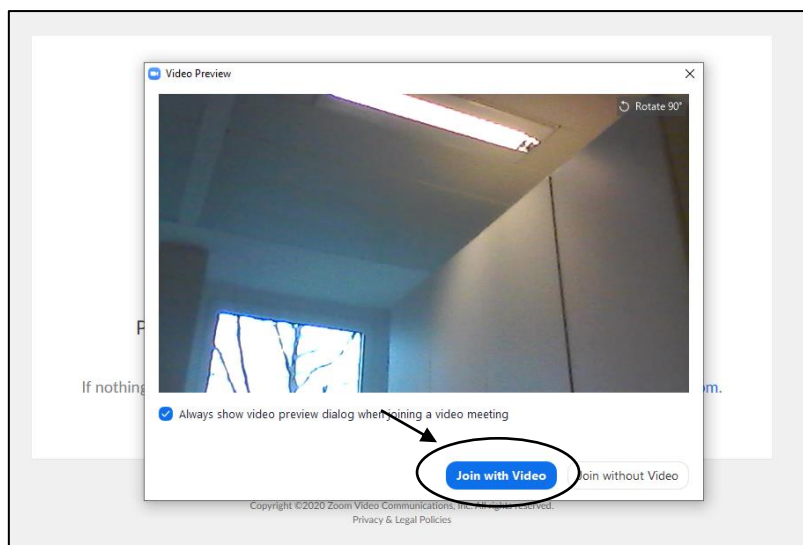 Video Preview
Rotate 90°
P
If nothing
om.
Always show video preview dialog when joining a video meeting
Join with Video
Join without Video
Copyright ©2020 Zoom Video Communications, Inc. All rights reserved.
Privacy & Legal Policies